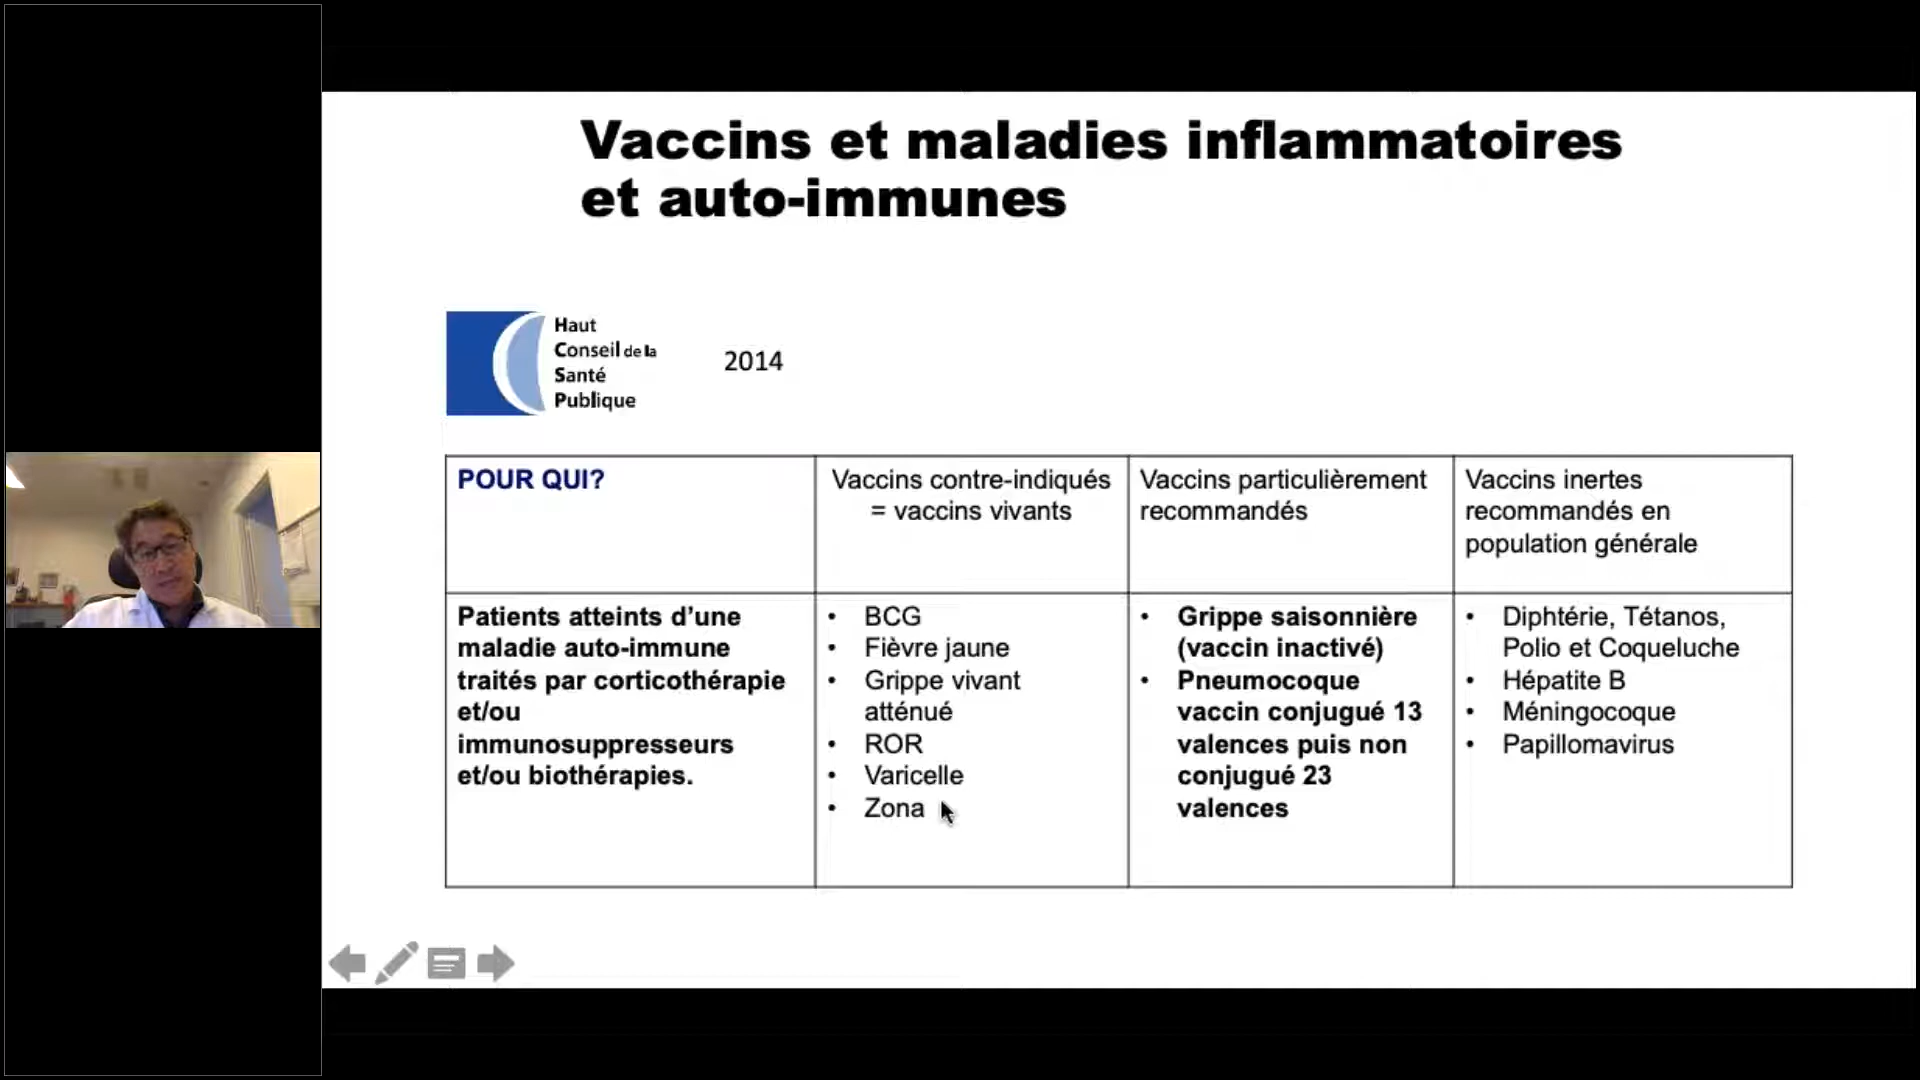 Vaccins et maladies inflammatoires
et auto-immunes
Haut
Conseil de la
Santé
Publique
2014
POUR QUI?
Vaccins contre-indiqués
= vaccins vivants
Vaccins particulièrement
recommandés
Vaccins inertes
recommandés en
population générale
Patients atteints d’une
maladie auto-immune
traités par corticothérapie
et/ou
immunosuppresseurs
et/ou biothérapies.
• BCG
• Fièvre jaune
• Grippe vivant
atténué
• ROR
• Varicelle
• Zona
• Grippe saisonnière
(vaccin inactivé)
• Pneumocoque
vaccin conjugué 13
valences puis non
conjugué 23
valences
• Diphtérie, Tétanos,
Polio et Coqueluche
• Hépatite B
• Méningocoque
• Papillomavirus